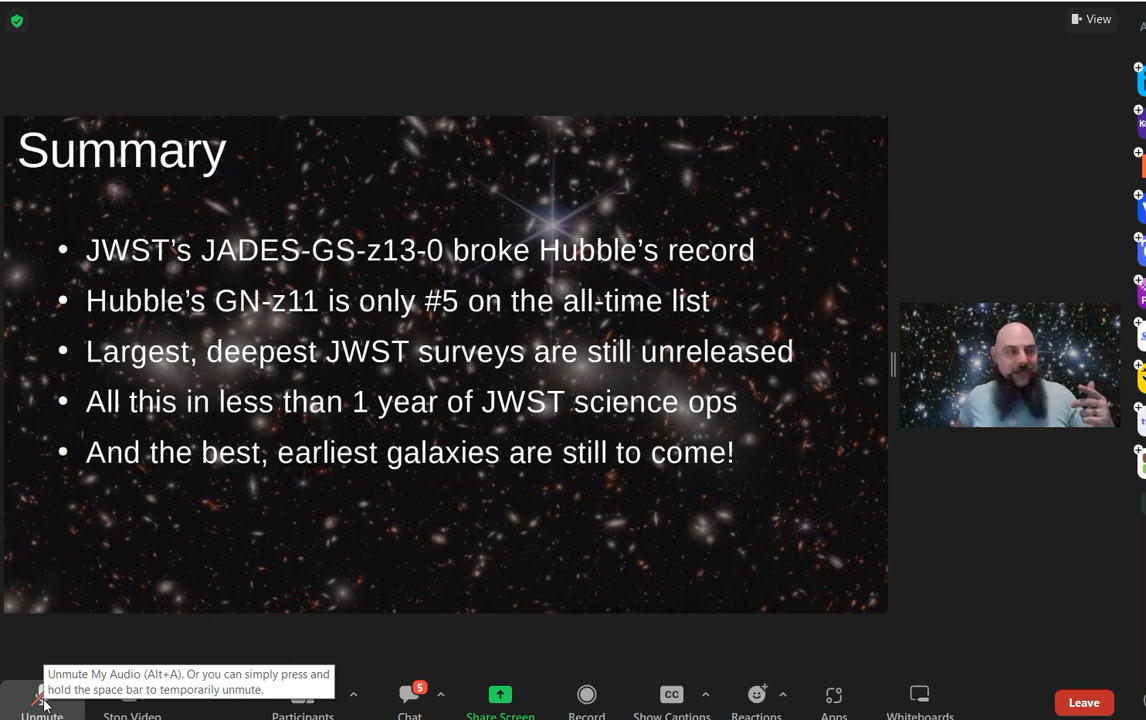 View
Summary
• JWST’s JADES-GS-z13-0 broke Hubble’s record
• Hubble’s GN-z11 is only #5 on the all-time list
• Largest, deepest JWST surveys are still unreleased
• All this in less than 1 year of JWST science ops
• And the best, earliest galaxies are still to come!
Unmute My Audio (Alt+A). Or you can simply press and
hold the space bar to temporarily unmute.
5
CC
Unmute
Stop Video
Participants
Chat
Share Screen
Record
Show Captions
Reactions
Apps
Whiteboards
Leave